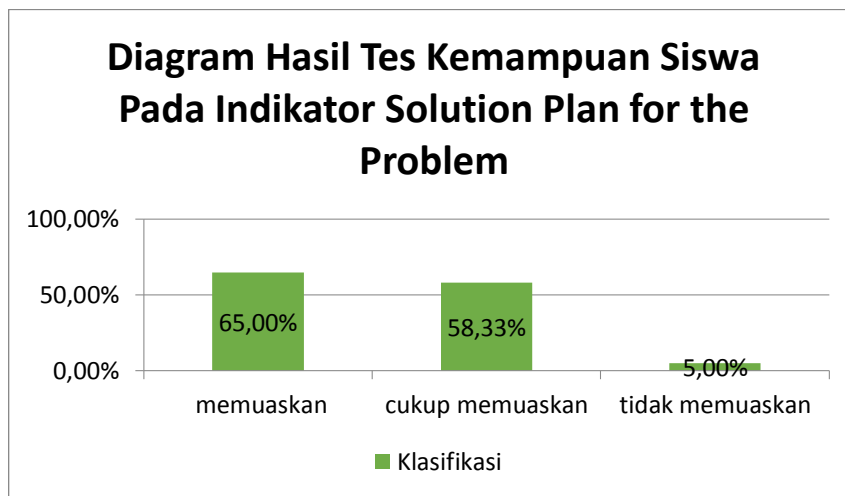 Diagram Hasil Tes Kemampuan Siswa
Pada Indikator Solution Plan for the
Problem
100,00%
50,00%
0,00%
65,00%
58,33%
5,00%
memuaskan
cukup memuaskan
tidak memuaskan
Klasifikasi